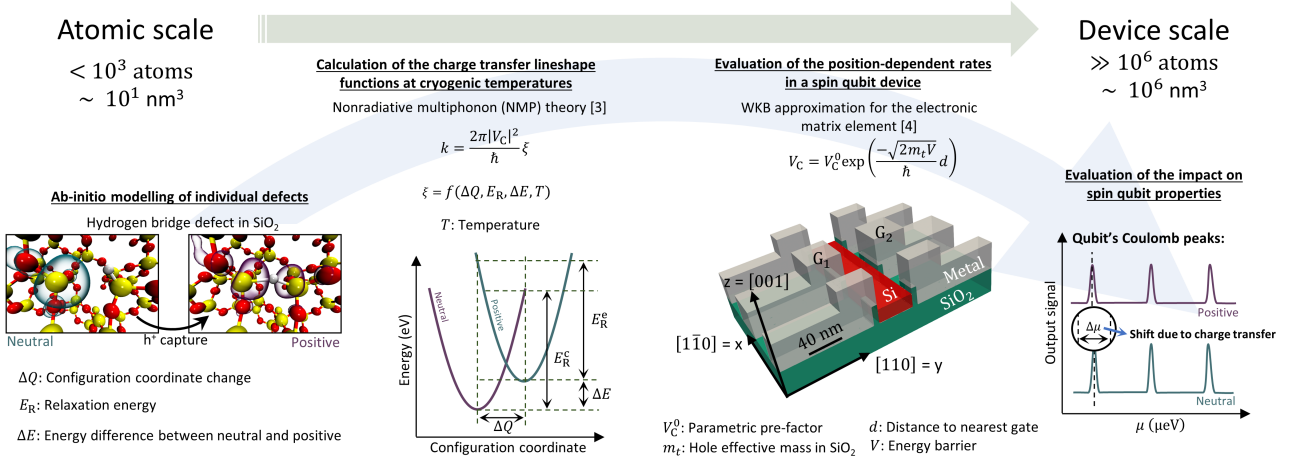 Atomic scale
< 10³ atoms
~ 10¹ nm³
Device scale
≫ 10⁶ atoms
~ 10⁶ nm³
Ab-initio modelling of individual defects
Hydrogen bridge defect in SiO₂
Neutral
h⁺ capture
Positive
ΔQ: Configuration coordinate change
E_R: Relaxation energy
ΔE: Energy difference between neutral and positive
Calculation of the charge transfer lineshape
functions at cryogenic temperatures
Nonradiative multiphonon (NMP) theory [3]
k = 2π|V_C|²/ħ ξ
ξ = f(ΔQ, E_R, ΔE, T)
T: Temperature
Energy (eV)
Neutral
Positive
E_R^c
E_R^e
ΔE
ΔQ
Configuration coordinate
Evaluation of the position-dependent rates
in a spin qubit device
WKB approximation for the electronic
matrix element [4]
V_C = V_C^0 exp(−√(2m_tV)/ħ d)
G₁
G₂
z = [001]
Si
Metal
SiO₂
40 nm
[11̄0] = x
[110] = y
V_C^0: Parametric pre-factor
m_t: Hole effective mass in SiO₂
d: Distance to nearest gate
V: Energy barrier
Evaluation of the impact on
spin qubit properties
Qubit's Coulomb peaks:
Output signal
Positive
Δμ
Shift due to charge transfer
Neutral
μ (μeV)